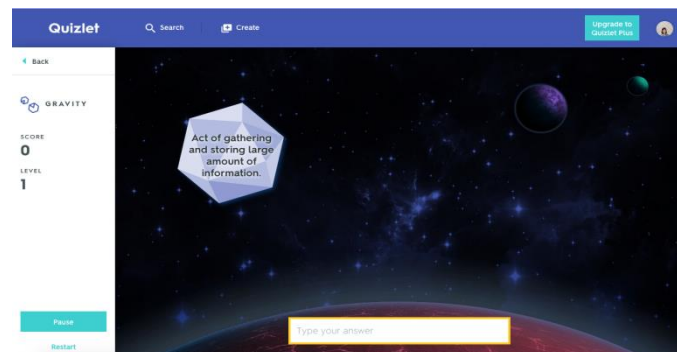 Quizlet
Search
Create
Upgrade to
Quizlet Plus
Back
GRAVITY
SCORE
0
LEVEL
1
Act of gathering
and storing large
amount of
information.
Type your answer
Pause
Restart